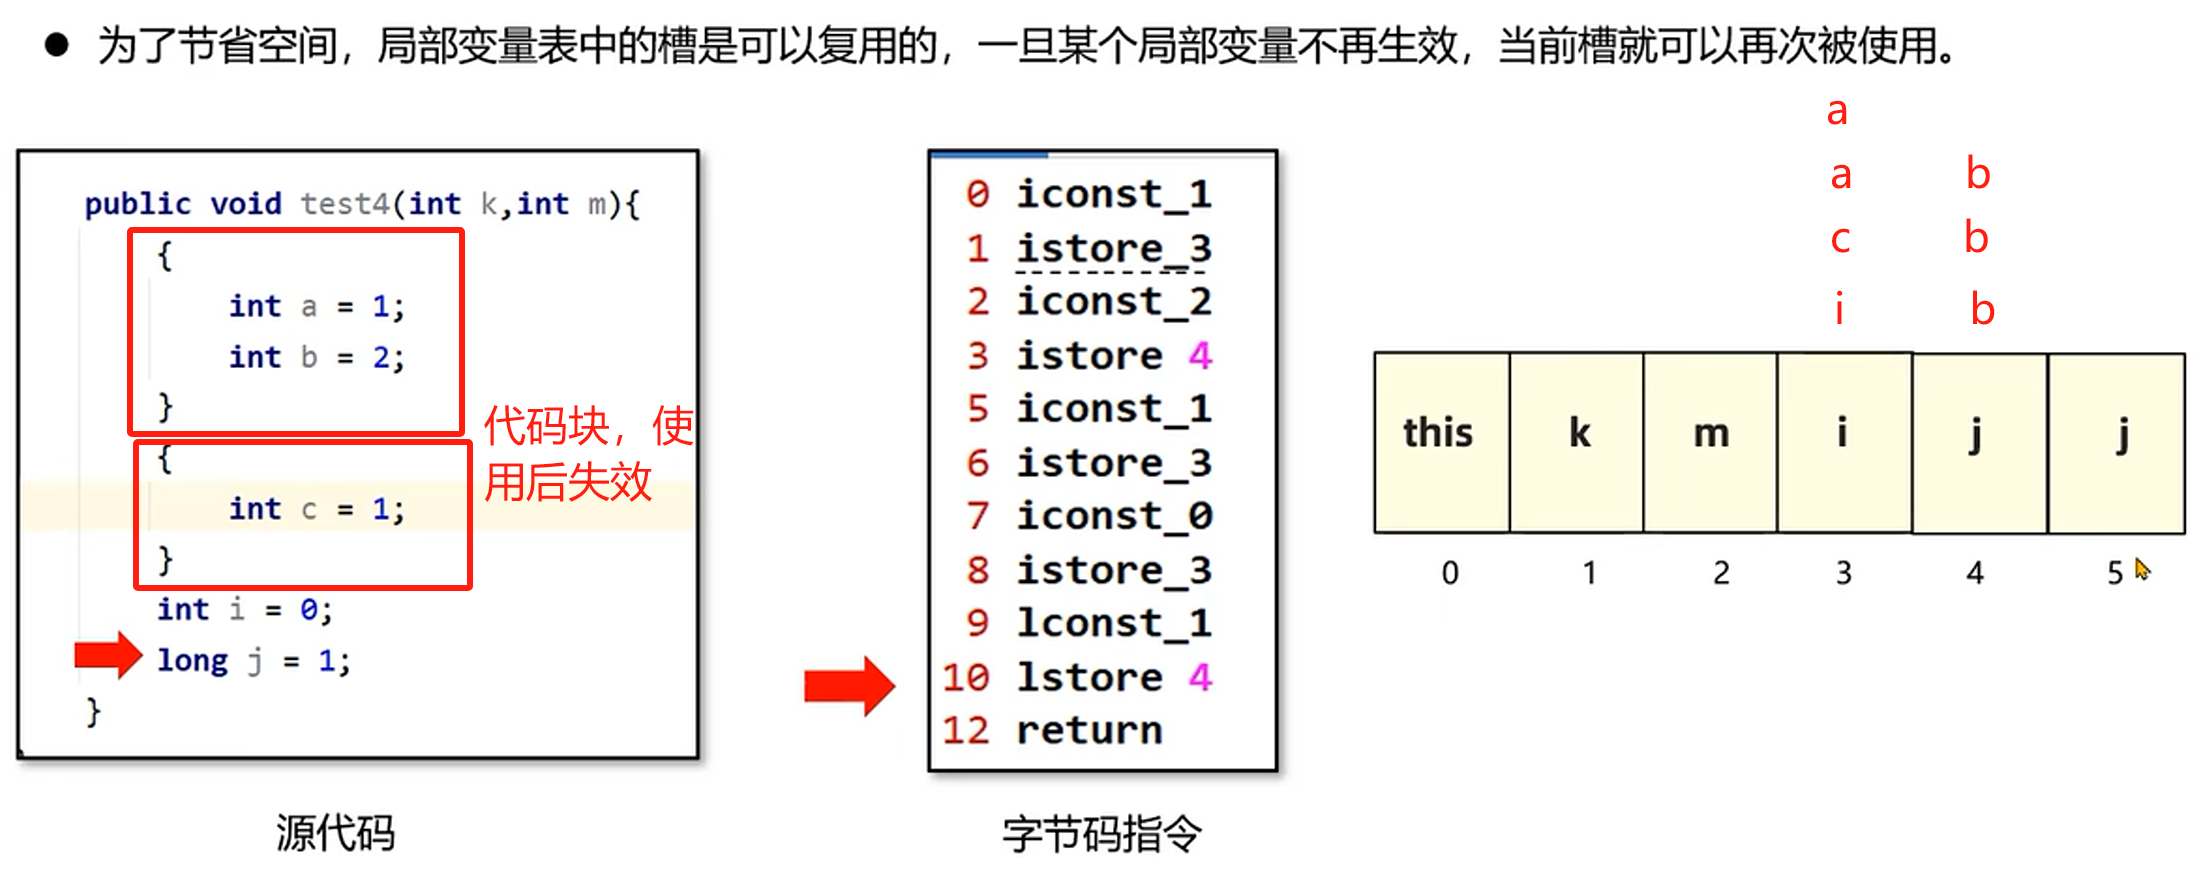 ● 为了节省空间，局部变量表中的槽是可以复用的，一旦某个局部变量不再生效，当前槽就可以再次被使用。
public void test4(int k,int m){
{
int a = 1;
int b = 2;
}
{
int c = 1;
}
int i = 0;
long j = 1;
}
代码块，使
用后失效
源代码
0 iconst_1
1 istore_3
2 iconst_2
3 istore 4
5 iconst_1
6 istore_3
7 iconst_0
8 istore_3
9 lconst_1
10 lstore 4
12 return
字节码指令
a
a b
c b
i b
this k m i j j
0 1 2 3 4 5